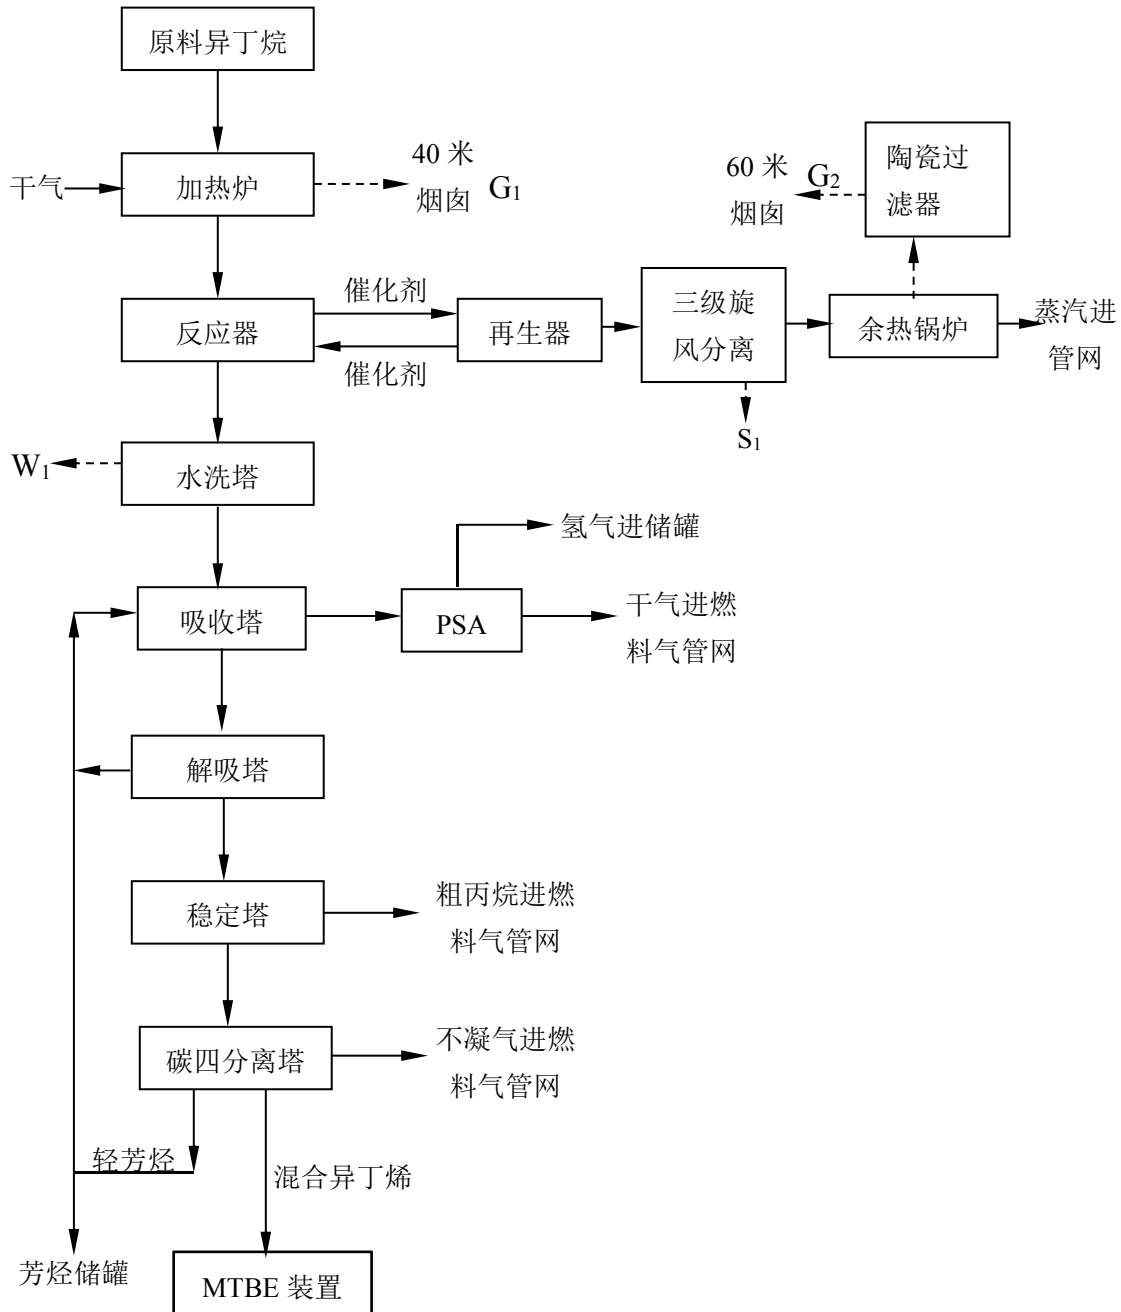 原料异丁烷
干气
加热炉
40 米
烟囱
G1
60 米
烟囱
G2
陶瓷过
滤器
催化剂
反应器
再生器
催化剂
三级旋
风分离
余热锅炉
蒸汽进
管网
S1
W1
水洗塔
氢气进储罐
吸收塔
PSA
干气进燃
料气管网
解吸塔
稳定塔
粗丙烷进燃
料气管网
碳四分离塔
不凝气进燃
料气管网
轻芳烃
混合异丁烯
芳烃储罐
MTBE 装置